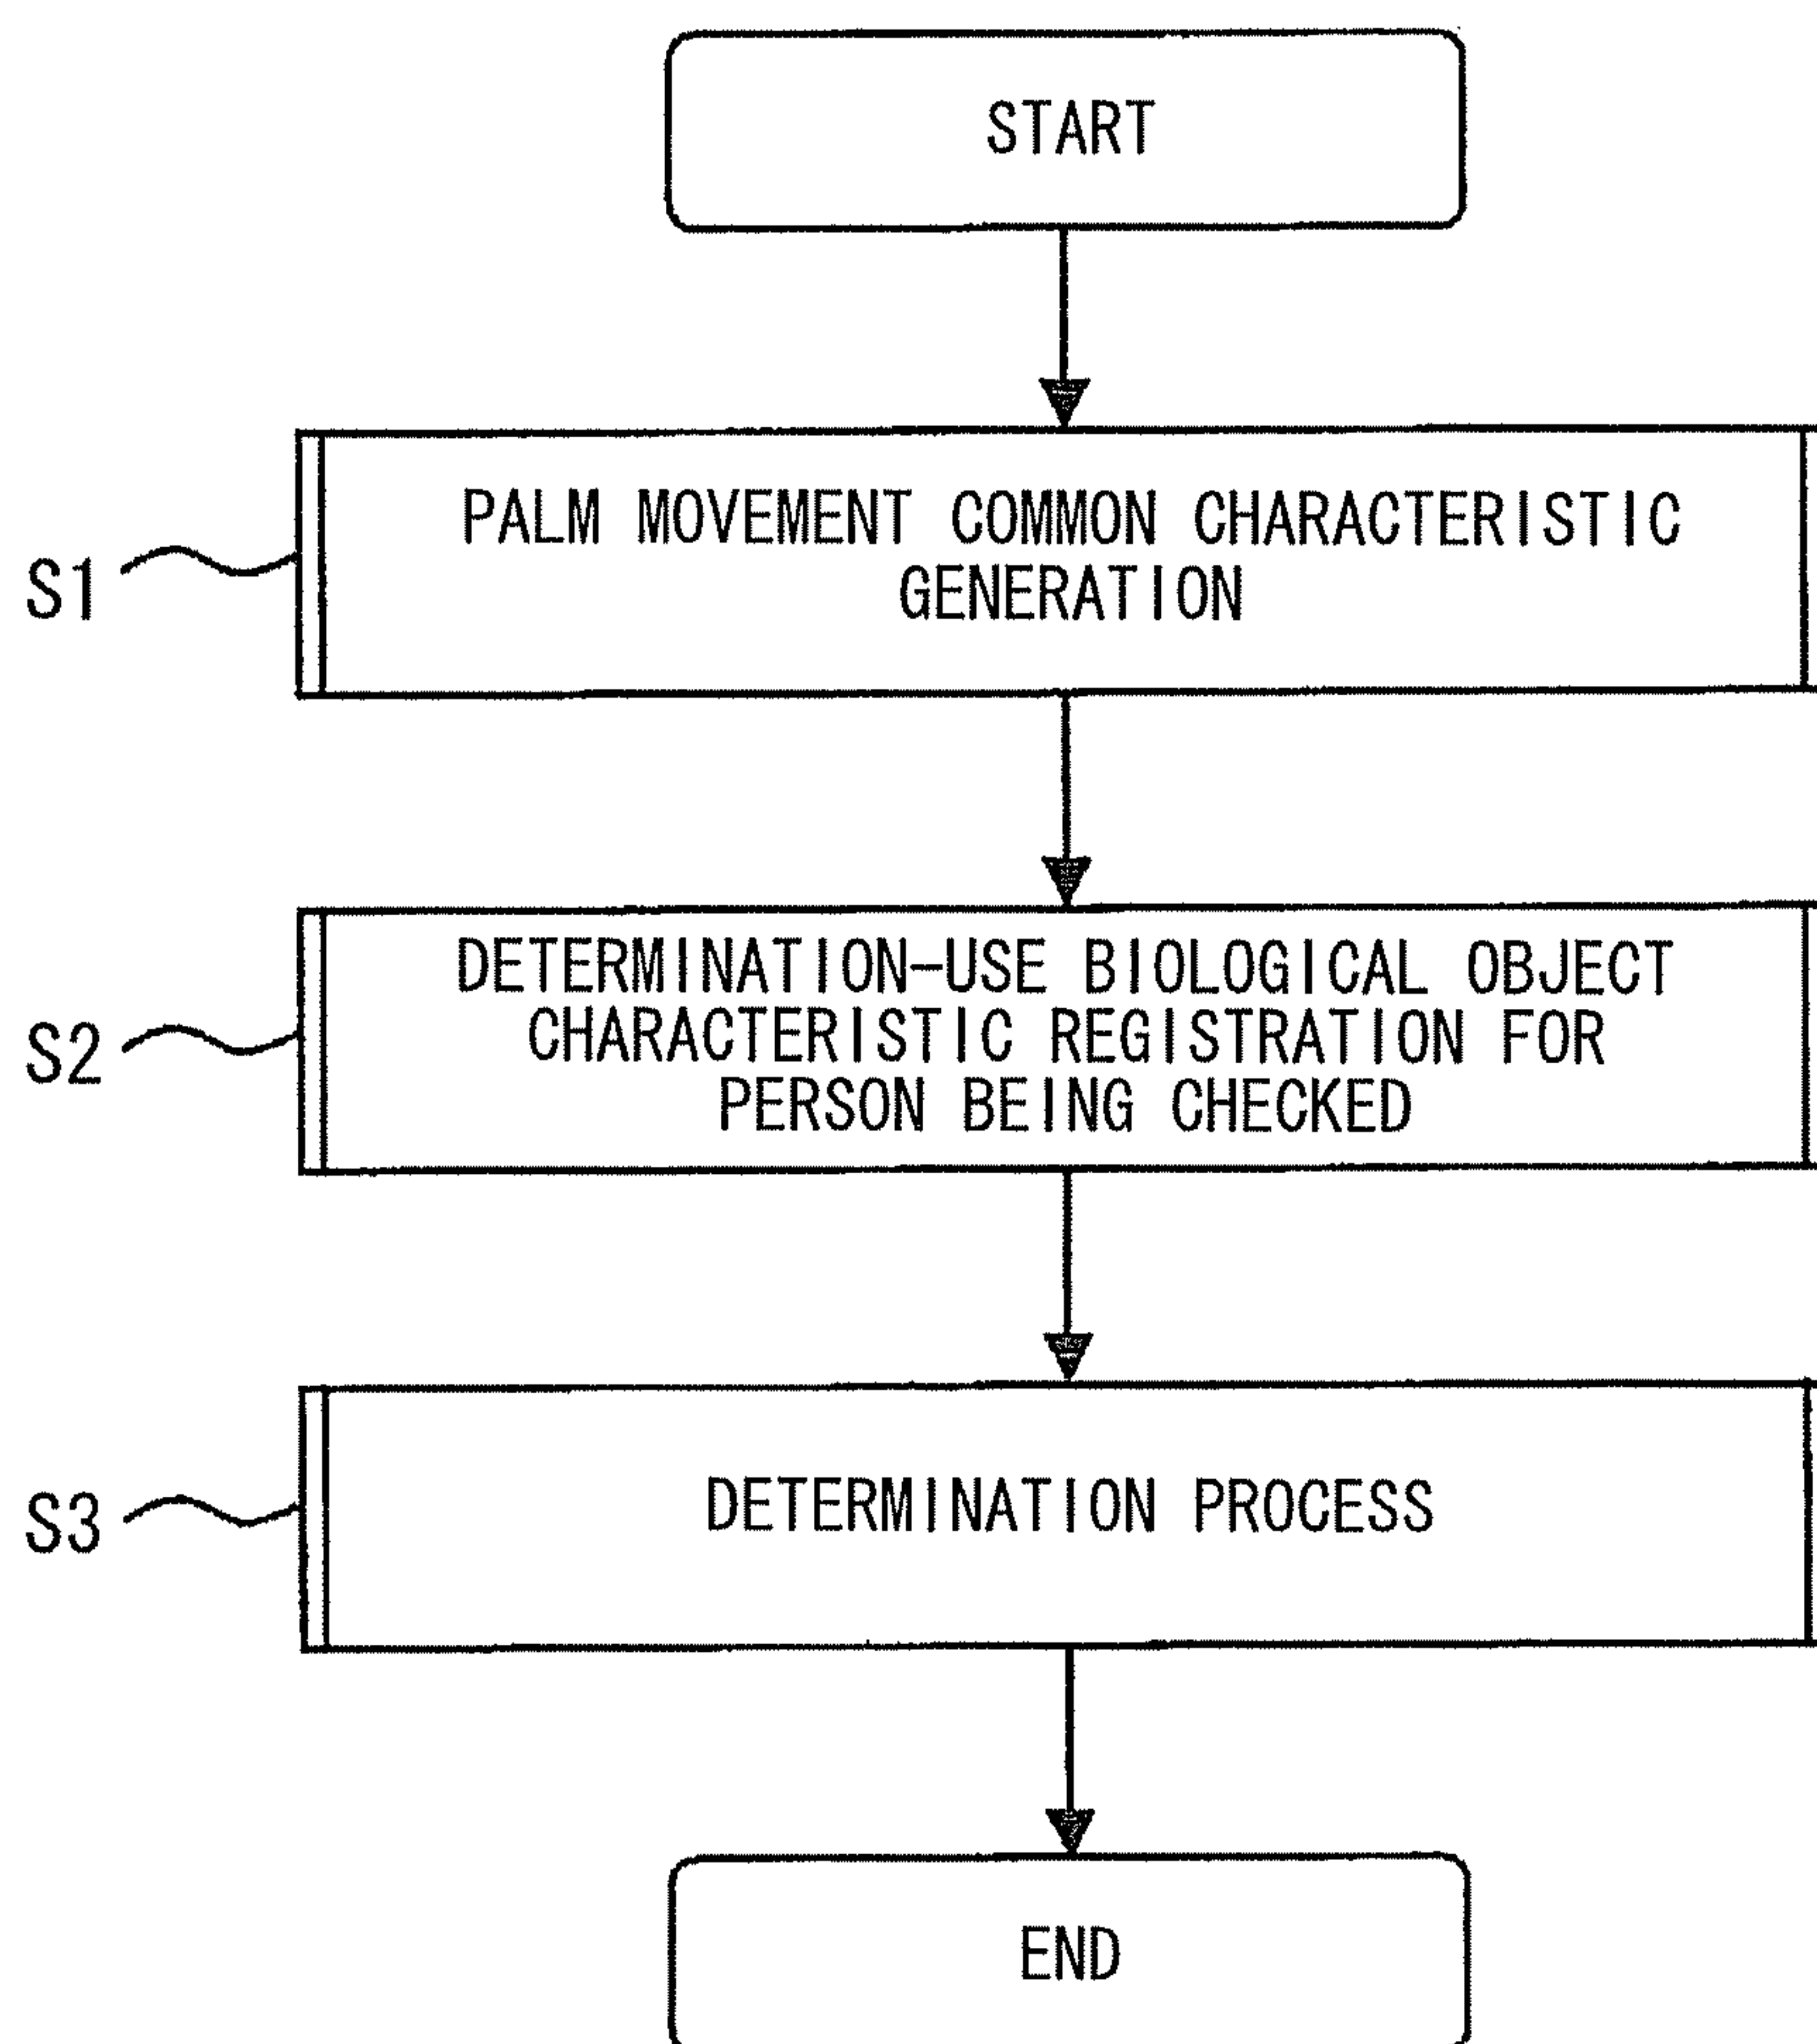 START
S1
PALM MOVEMENT COMMON CHARACTERISTIC
GENERATION
S2
DETERMINATION-USE BIOLOGICAL OBJECT
CHARACTERISTIC REGISTRATION FOR
PERSON BEING CHECKED
S3
DETERMINATION PROCESS
END